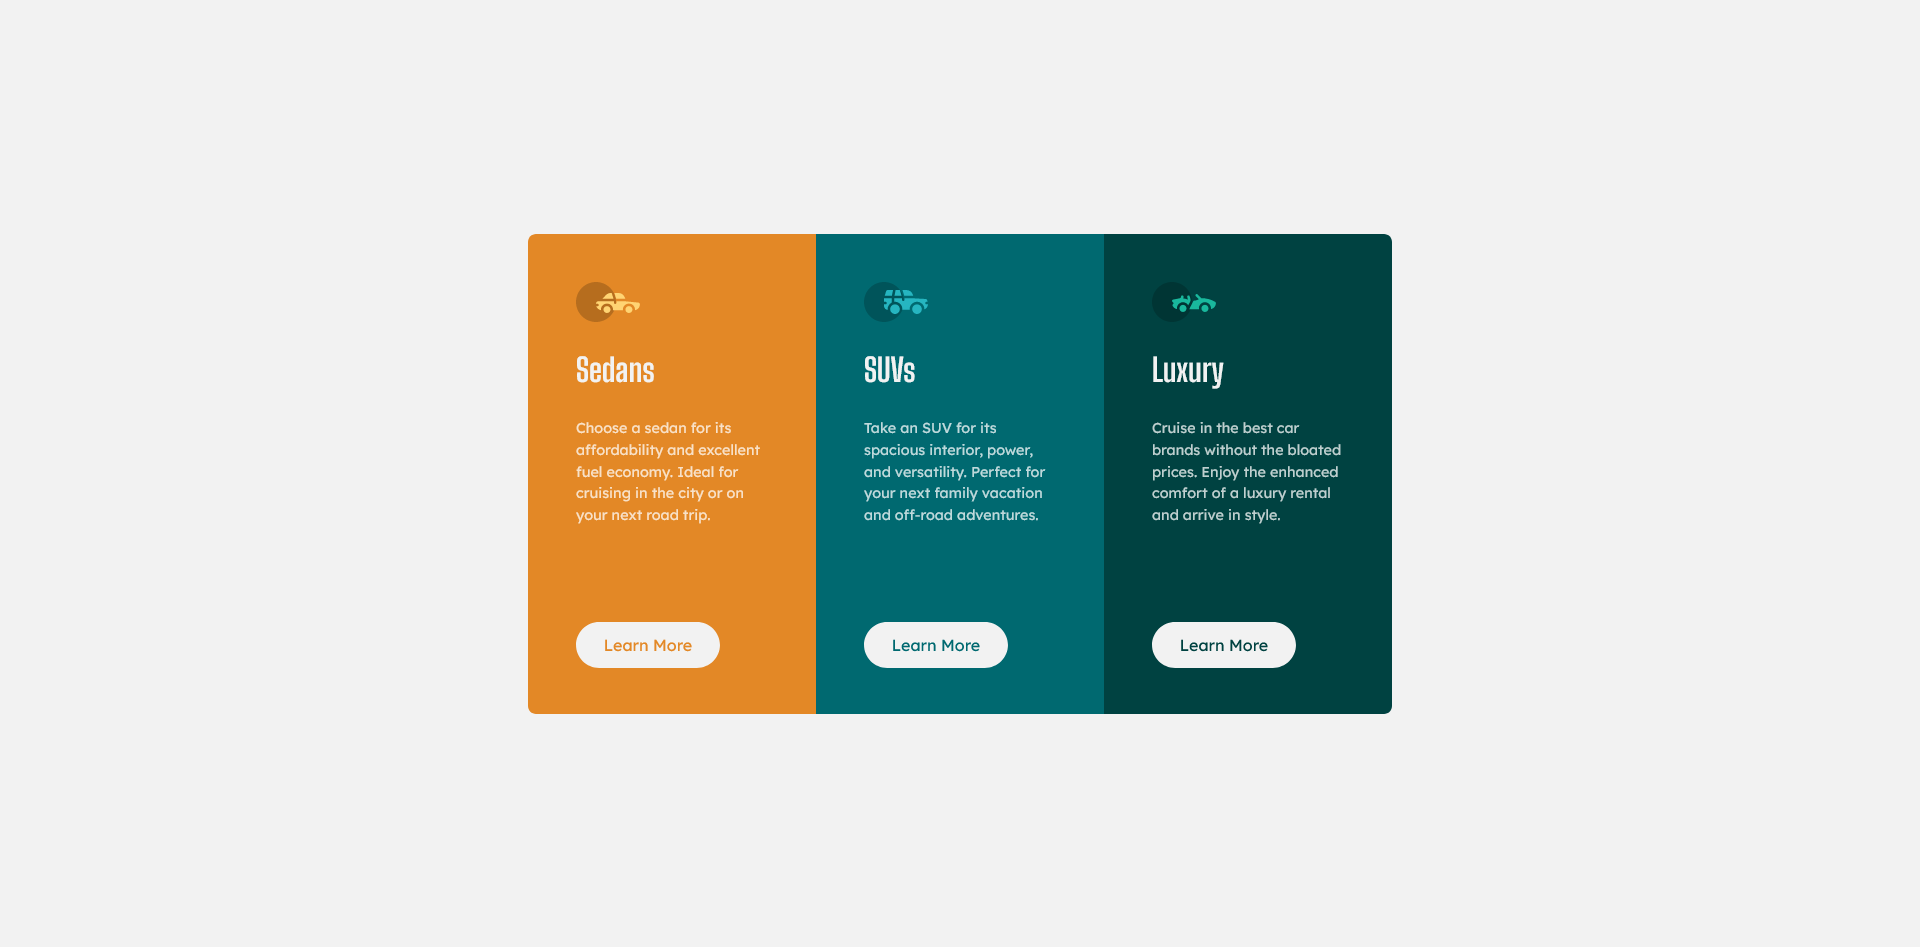 Sedans
Choose a sedan for its
affordability and excellent
fuel economy. Ideal for
cruising in the city or on
your next road trip.
Learn More
SUVs
Take an SUV for its
spacious interior, power,
and versatility. Perfect for
your next family vacation
and off-road adventures.
Learn More
Luxury
Cruise in the best car
brands without the bloated
prices. Enjoy the enhanced
comfort of a luxury rental
and arrive in style.
Learn More